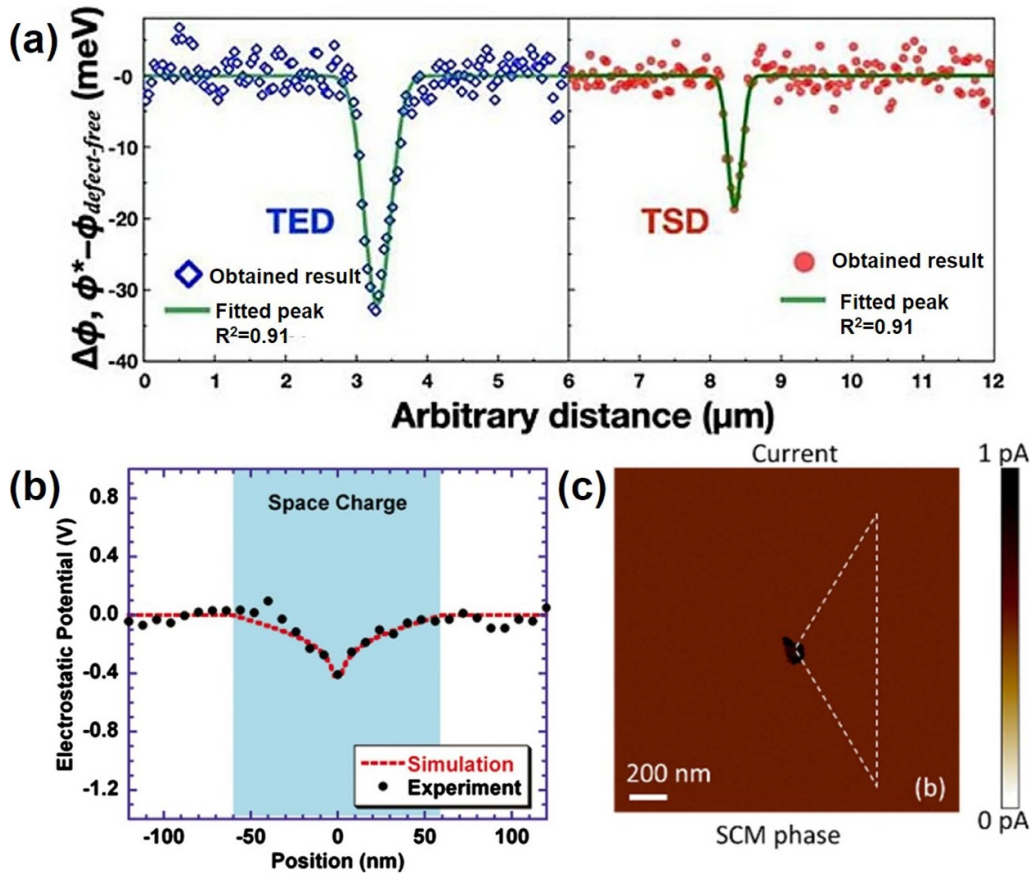 (a)
Δϕ, ϕ*−ϕdefect-free (meV)
-0
-10
-20
-30
-40
TED
Obtained result
Fitted peak
R²=0.91
TSD
Obtained result
Fitted peak
R²=0.91
0 1 2 3 4 5 6 7 8 9 10 11 12
Arbitrary distance (µm)
(b)
Electrostatic Potential (V)
0.8
0.4
0.0
-0.4
-0.8
-1.2
Space Charge
Simulation
Experiment
-100 -50 0 50 100
Position (nm)
(c)
Current
1 pA
200 nm
(b)
0 pA
SCM phase